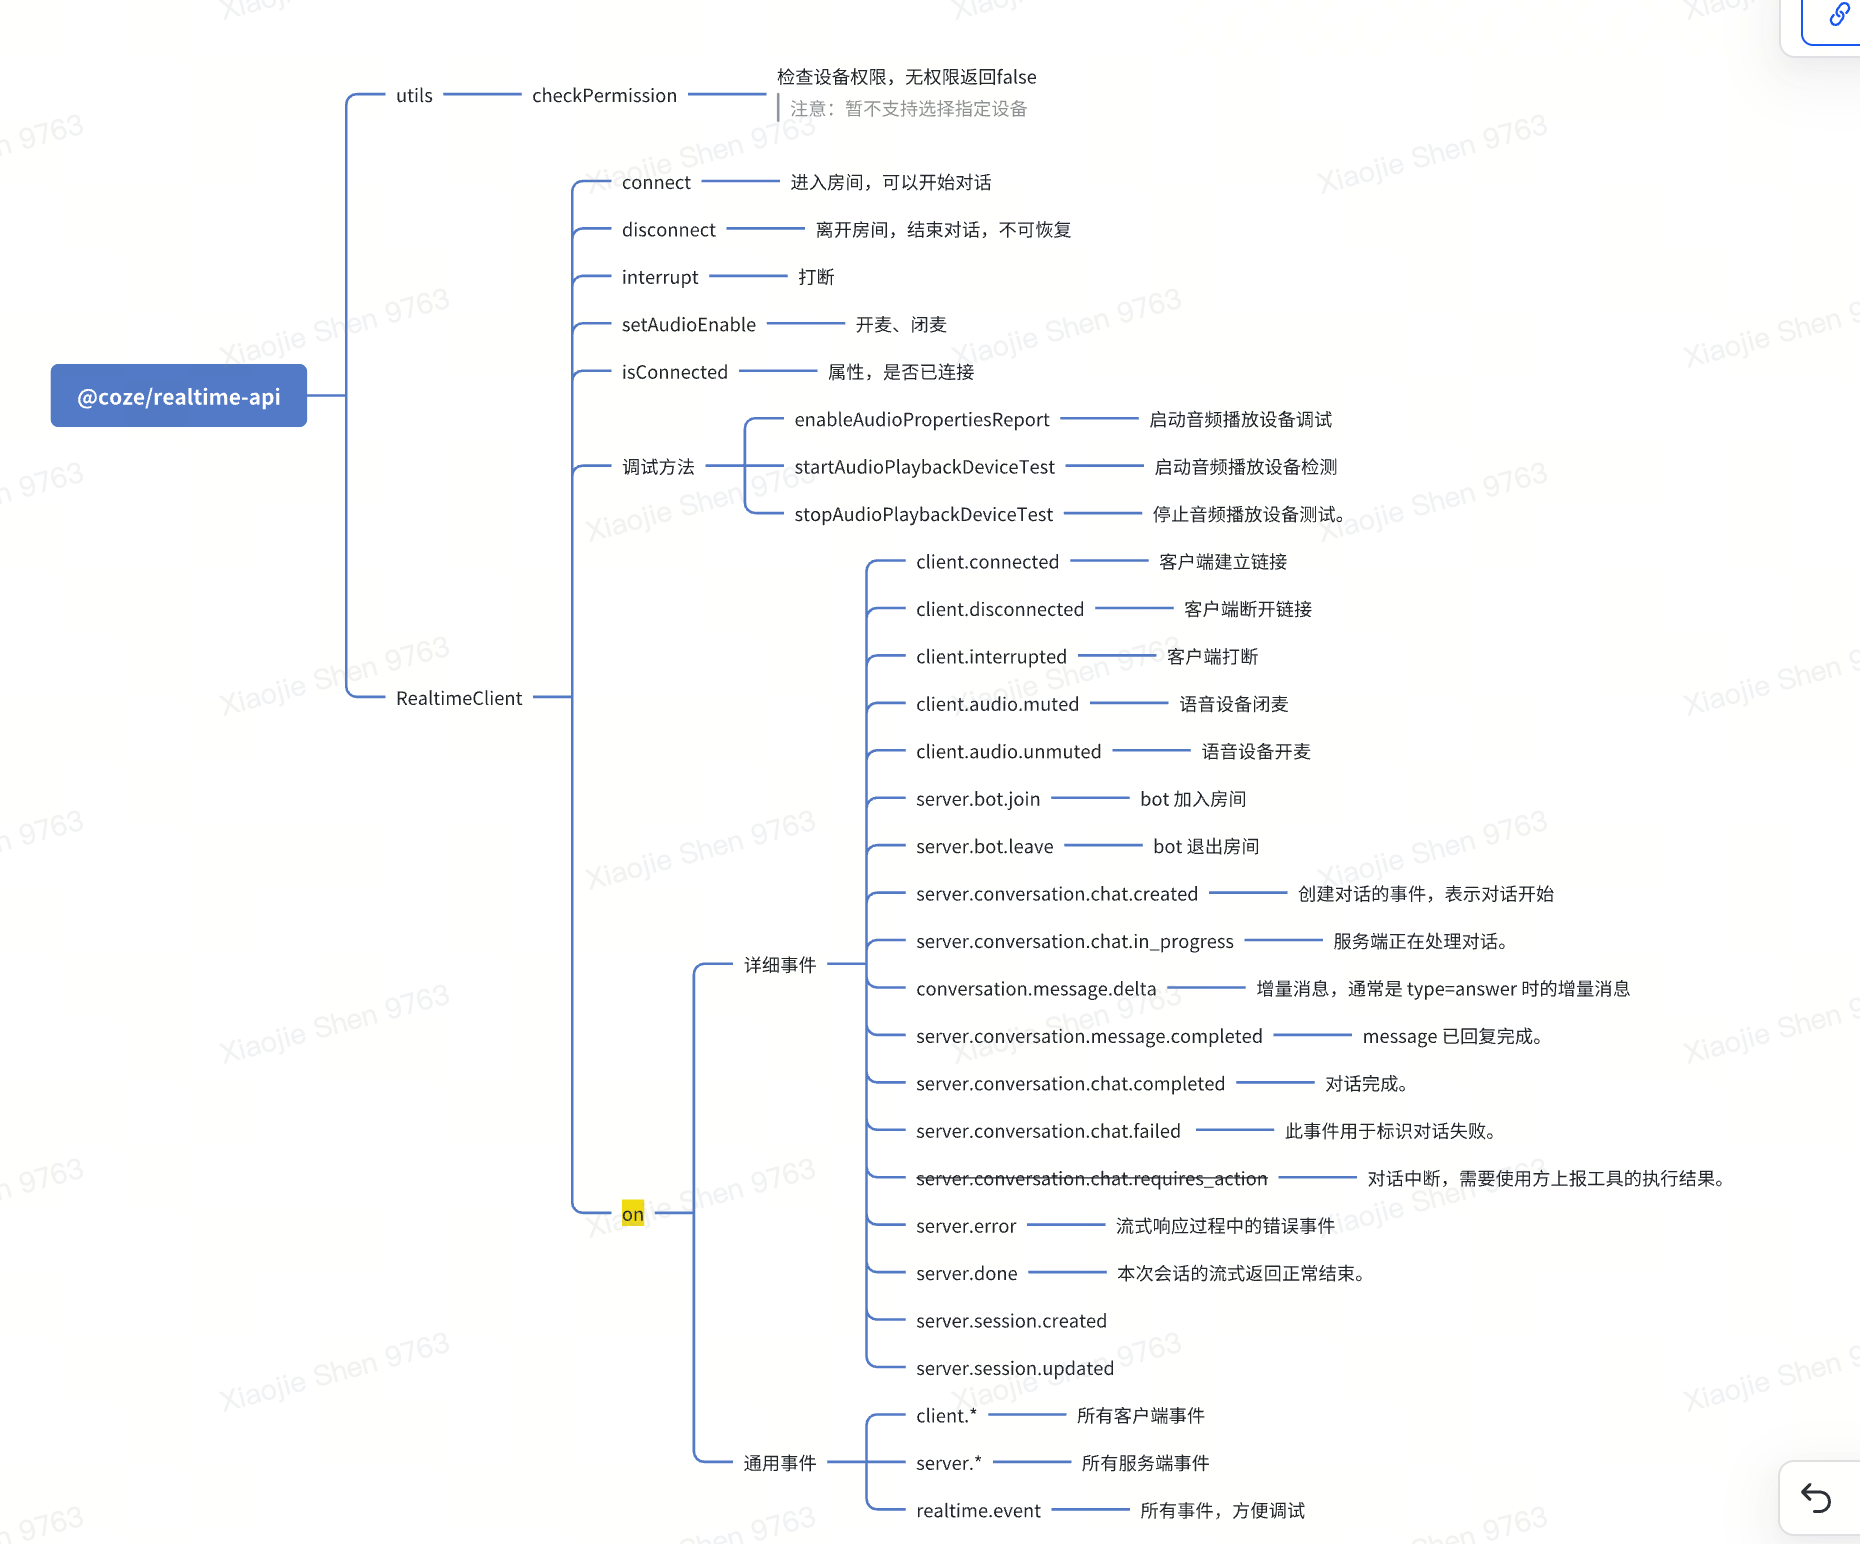 @coze/realtime-api
utils
checkPermission
检查设备权限，无权限返回false
注意：暂不支持选择指定设备
RealtimeClient
connect
进入房间，可以开始对话
disconnect
离开房间，结束对话，不可恢复
interrupt
打断
setAudioEnable
开麦、闭麦
isConnected
属性，是否已连接
调试方法
enableAudioPropertiesReport
启动音频播放设备调试
startAudioPlaybackDeviceTest
启动音频播放设备检测
stopAudioPlaybackDeviceTest
停止音频播放设备测试。
on
详细事件
client.connected
客户端建立链接
client.disconnected
客户端断开链接
client.interrupted
客户端打断
client.audio.muted
语音设备闭麦
client.audio.unmuted
语音设备开麦
server.bot.join
bot 加入房间
server.bot.leave
bot 退出房间
server.conversation.chat.created
创建对话的事件，表示对话开始
server.conversation.chat.in_progress
服务端正在处理对话。
conversation.message.delta
增量消息，通常是 type=answer 时的增量消息
server.conversation.message.completed
message 已回复完成。
server.conversation.chat.completed
对话完成。
server.conversation.chat.failed
此事件用于标识对话失败。
server.conversation.chat.requires_action
对话中断，需要使用方上报工具的执行结果。
server.error
流式响应过程中的错误事件
server.done
本次会话的流式返回正常结束。
server.session.created
server.session.updated
通用事件
client.*
所有客户端事件
server.*
所有服务端事件
realtime.event
所有事件，方便调试
Xiaojie Shen 9763